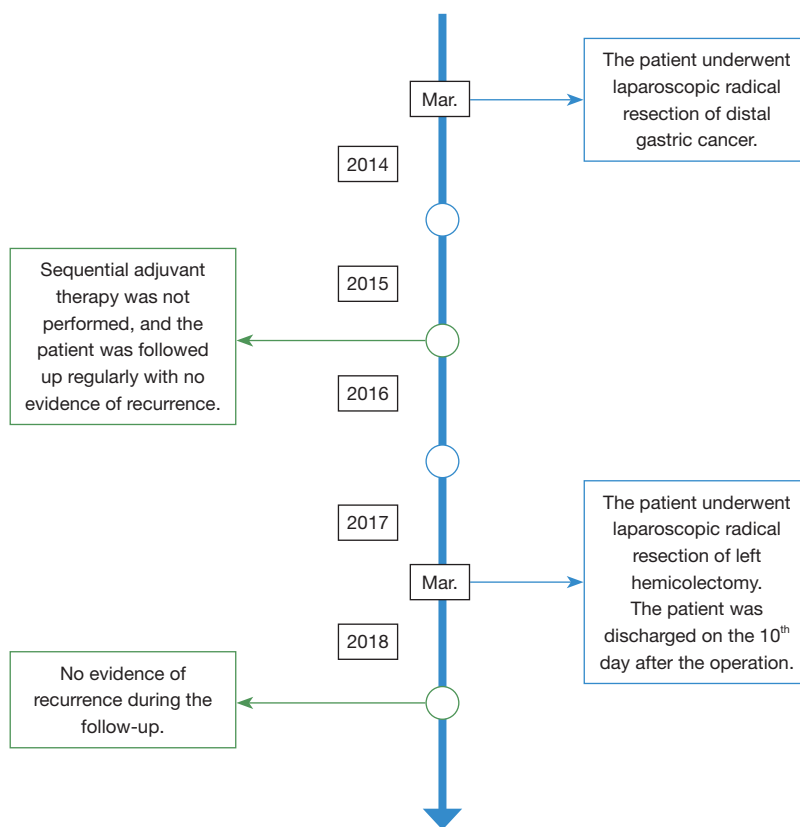 The patient underwent
laparoscopic radical
resection of distal
gastric cancer.
Mar.
2014
2015
Sequential adjuvant
therapy was not
performed, and the
patient was followed
up regularly with no
evidence of recurrence.
2016
2017
The patient underwent
laparoscopic radical
resection of left
hemicolectomy.
The patient was
discharged on the 10th
day after the operation.
Mar.
2018
No evidence of
recurrence during the
follow-up.